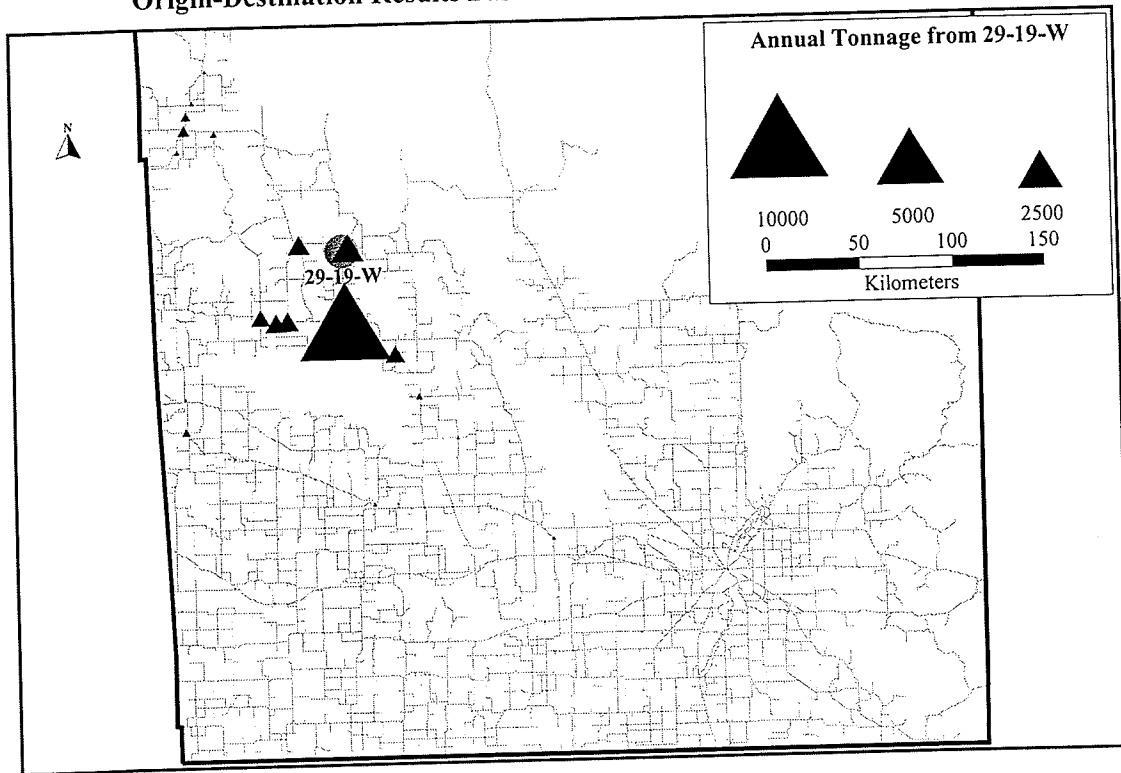 Origin-Destination Results
Annual Tonnage from 29-19-W
N
10000 5000 2500
0 50 100 150
Kilometers
29-19-W